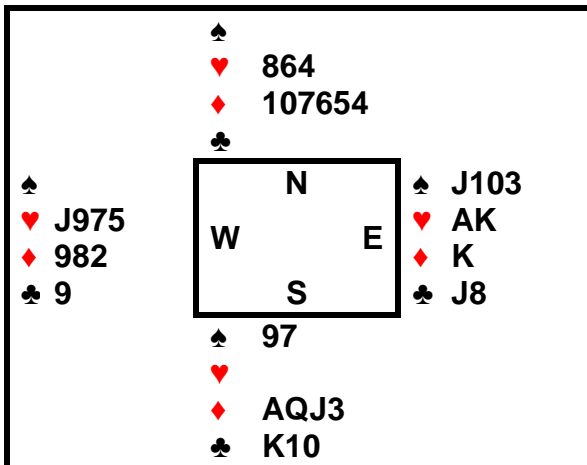 ♠
♥ 864
♦ 107654
♣
N
♠ J103
♥ J975
♥ AK
W
E
♦ 982
♦ K
♣ 9
S
♣ J8
♠
♠ 97
♥
♦ AQJ3
♣ K10